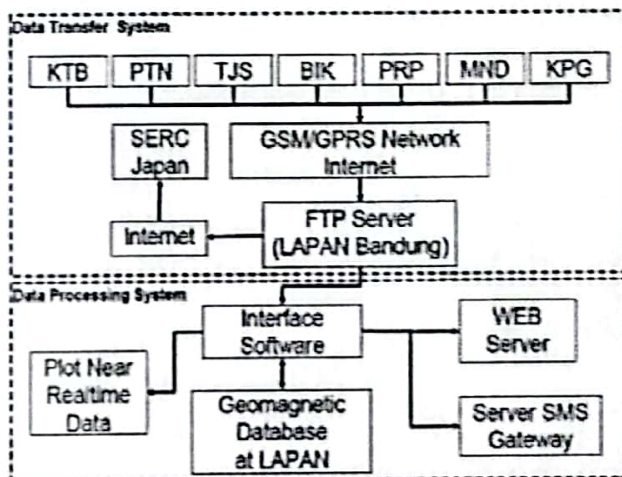 Data Transfer System
KTB PTN TJS BIK PRP MND KPG
SERC
Japan
GSM/GPRS Network
Internet
Internet
FTP Server
(LAPAN Bandung)
Data Processing System
Interface
Software
WEB
Server
Plot Near
Realtime
Data
Geomagnetic
Database
at LAPAN
Server SMS
Gateway